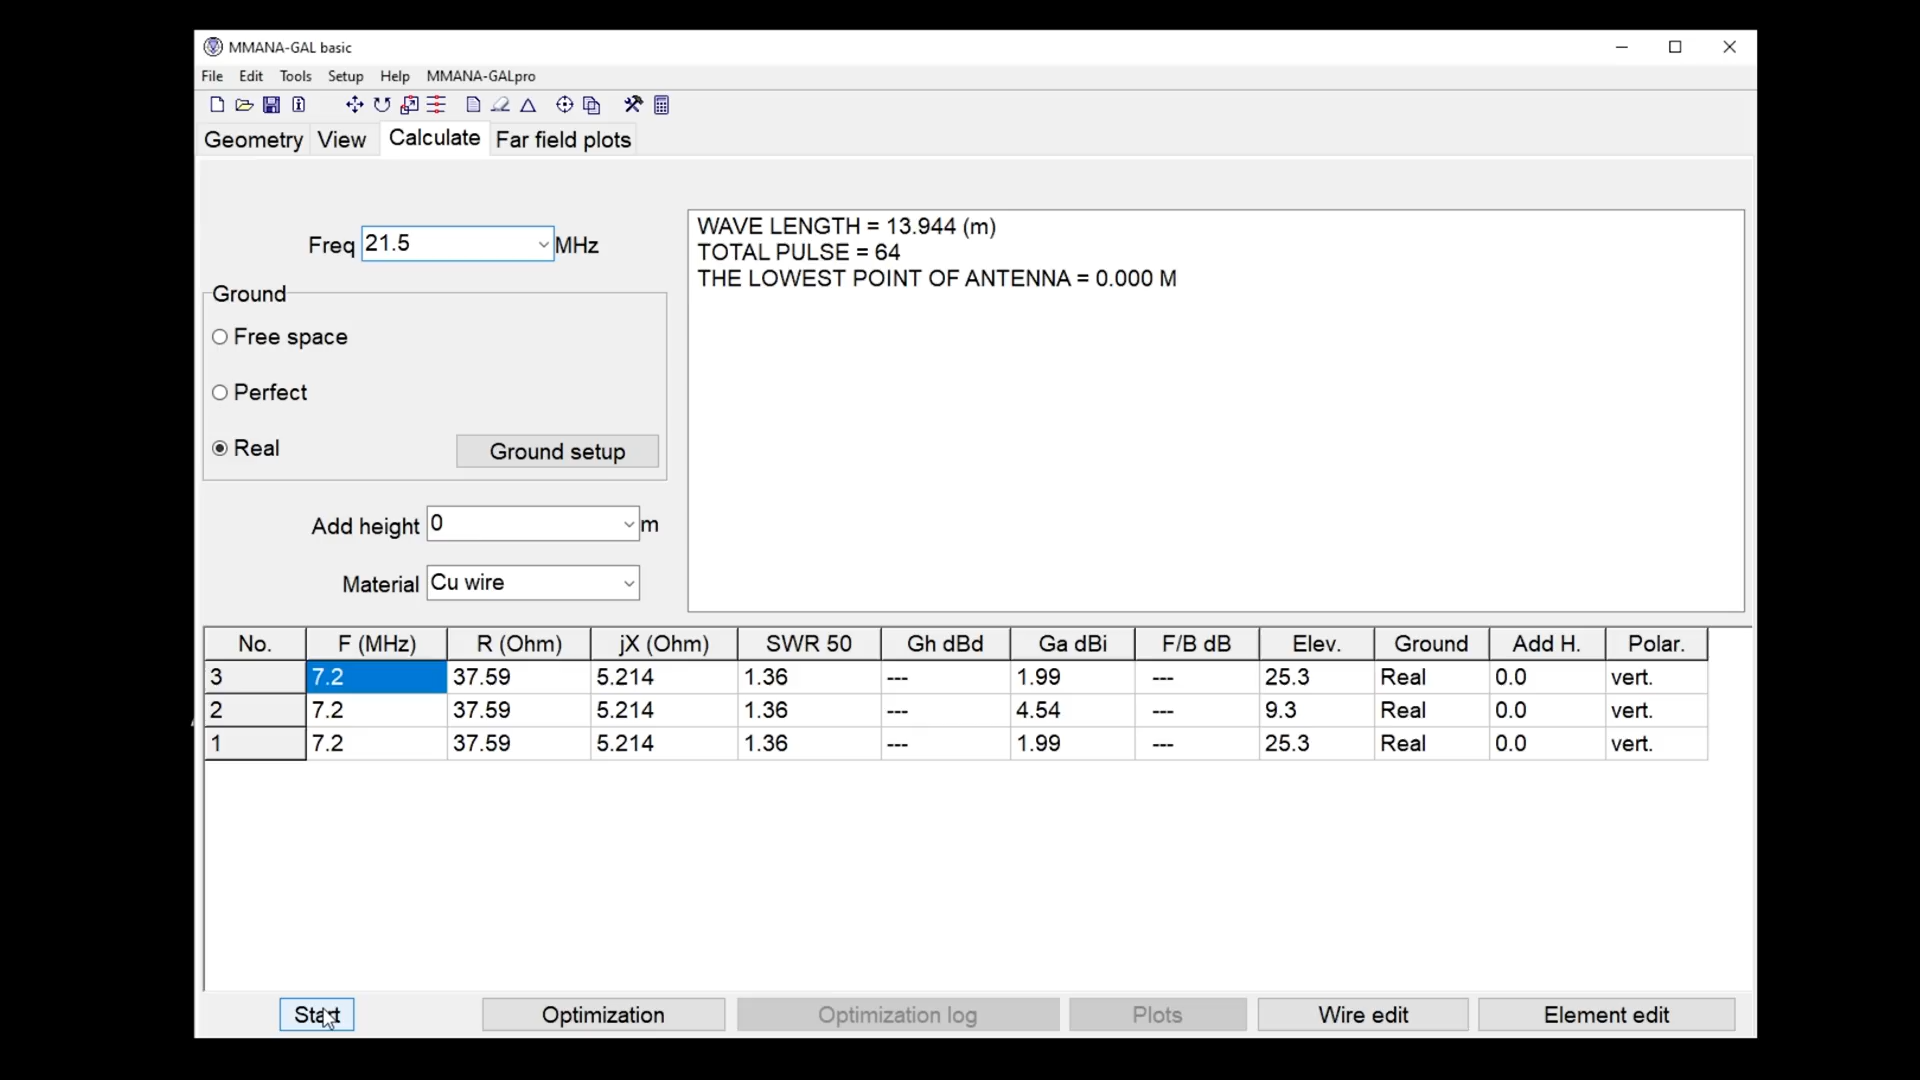 MMANA-GAL basic
File Edit Tools Setup Help MMANA-GALpro
Geometry View Calculate Far field plots
Freq 21.5 MHz
Ground
Free space
Perfect
Real Ground setup
Add height 0 m
Material Cu wire
WAVE LENGTH = 13.944 (m)
TOTAL PULSE = 64
THE LOWEST POINT OF ANTENNA = 0.000 M
No. F (MHz) R (Ohm) jX (Ohm) SWR 50 Gh dBd Ga dBi F/B dB Elev. Ground Add H. Polar.
3 7.2 37.59 5.214 1.36 --- 1.99 --- 25.3 Real 0.0 vert.
2 7.2 37.59 5.214 1.36 --- 4.54 --- 9.3 Real 0.0 vert.
1 7.2 37.59 5.214 1.36 --- 1.99 --- 25.3 Real 0.0 vert.
Start Optimization Optimization log Plots Wire edit Element edit